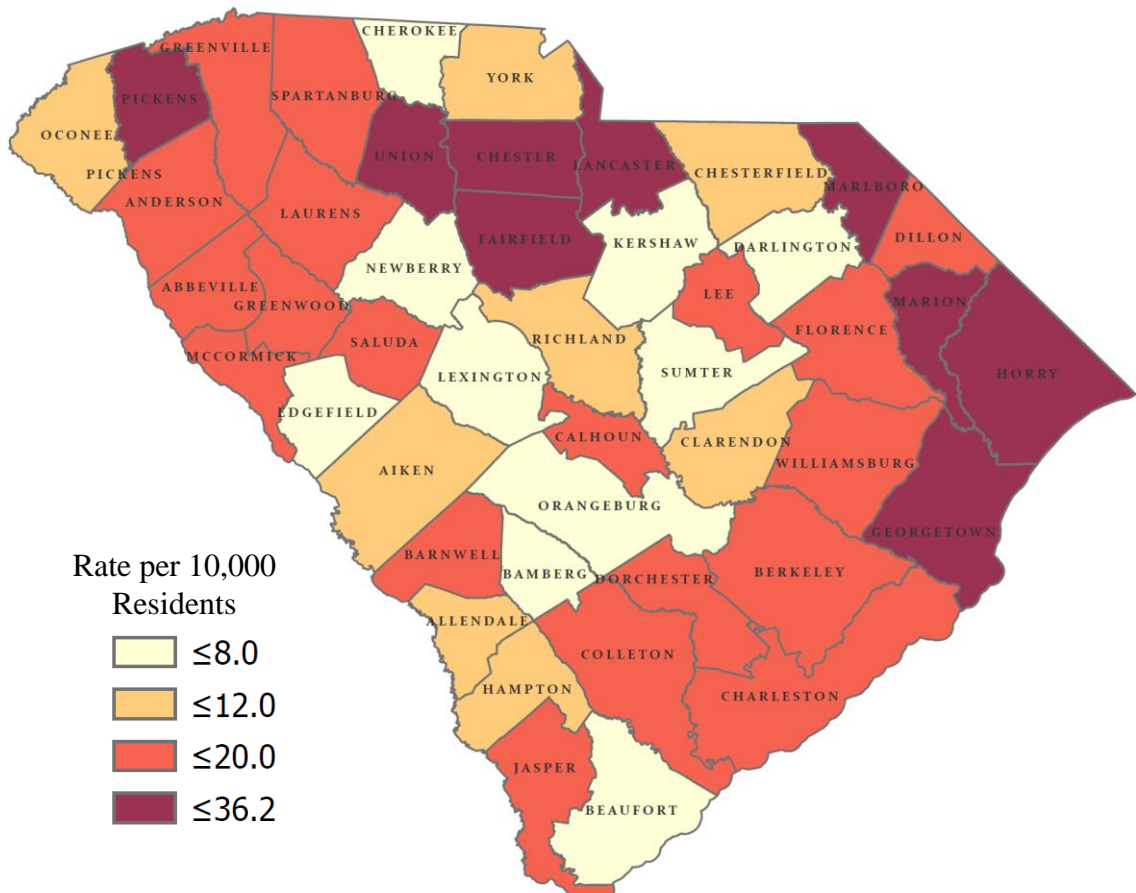 CHEROKEE
GREENVILLE
YORK
SPARTANBURG
PICKENS
OCONEE
UNION
CHESTER
LANCASTER
CHESTERFIELD
MARLBORO
PICKENS
ANDERSON
LAURENS
FAIRFIELD
KERSHAW
DARLINGTON
DILLON
NEWBERRY
ABBEVILLE
GREENWOOD
LEE
MARION
FLORENCE
RICHLAND
SALUDA
MCCORMICK
LEXINGTON
SUMTER
HORRY
EDGEFIELD
CALHOUN
CLARENDON
AIKEN
WILLIAMSBURG
ORANGEBURG
GEORGETOWN
BARNWELL
BAMBERG
DORCHESTER
BERKELEY
ALLENDALE
COLLETON
HAMPTON
CHARLESTON
JASPER
BEAUFORT
Rate per 10,000
Residents
≤8.0
≤12.0
≤20.0
≤36.2